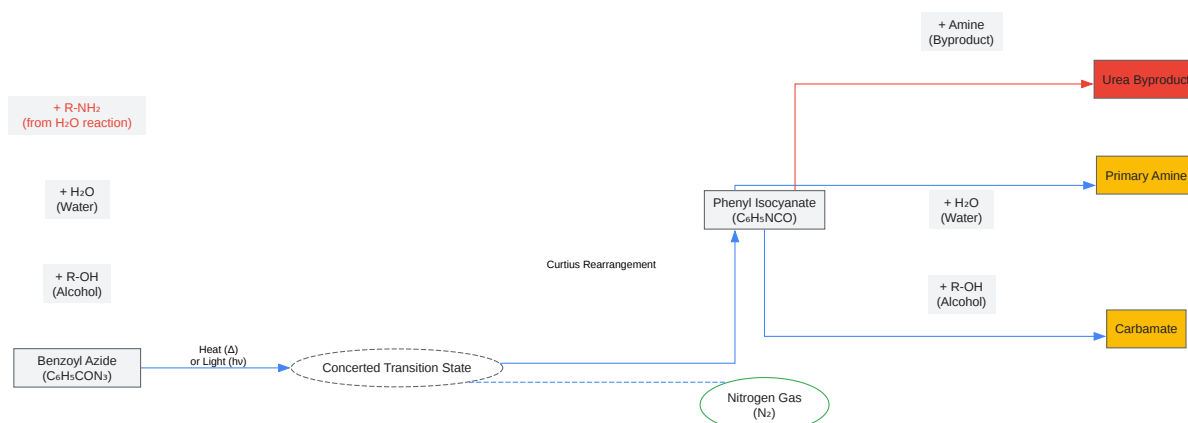 + Amine
(Byproduct)
Urea Byproduct
+ R-NH₂
(from H₂O reaction)
Primary Amine
+ H₂O
(Water)
Phenyl Isocyanate
(C₆H₅NCO)
+ H₂O
(Water)
Curtius Rearrangement
+ R-OH
(Alcohol)
+ R-OH
(Alcohol)
Carbamate
Benzoyl Azide
(C₆H₅CON₃)
Heat (Δ)
or Light (hν)
Concerted Transition State
Nitrogen Gas
(N₂)